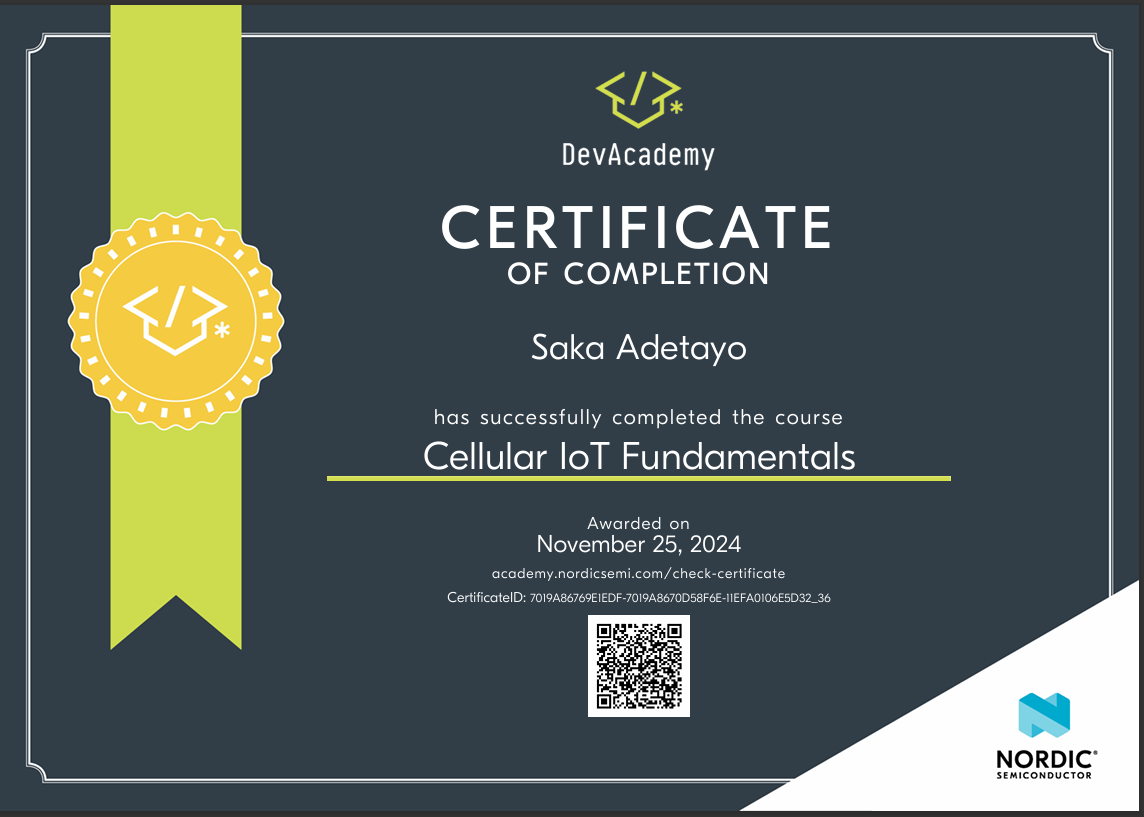 DevAcademy
CERTIFICATE
OF COMPLETION
Saka Adetayo
has successfully completed the course
Cellular IoT Fundamentals
Awarded on
November 25, 2024
academy.nordicsemi.com/check-certificate
CertificateID: 7019A86769E1EDF-7019A8670D58F6E-11EFA0106E5D32_36
NORDIC®
SEMICONDUCTOR